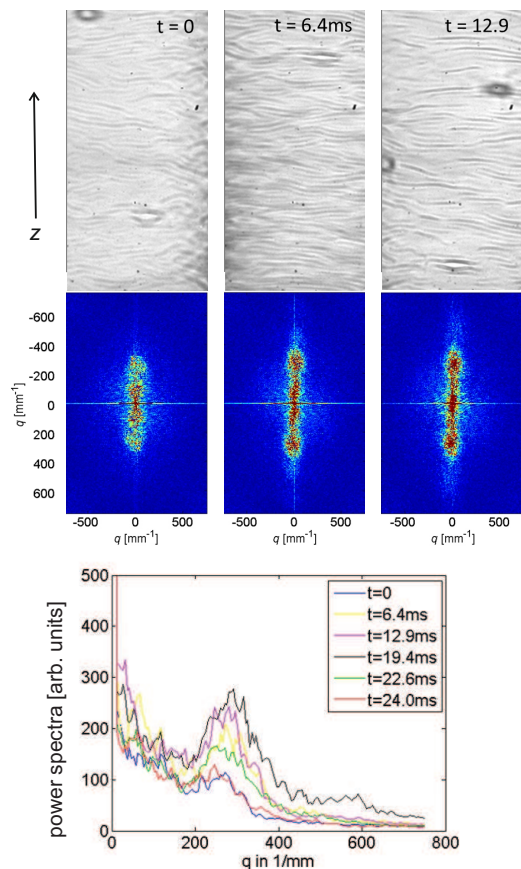 t = 0
t = 6.4ms
t = 12.9
z
-600
-400
-200
0
200
400
600
q [mm⁻¹]
-500 0 500
q [mm⁻¹]
-500 0 500
q [mm⁻¹]
-500 0 500
q [mm⁻¹]
power spectra [arb. units]
500
400
300
200
100
0
t=0
t=6.4ms
t=12.9ms
t=19.4ms
t=22.6ms
t=24.0ms
0 200 400 600 800
q in 1/mm